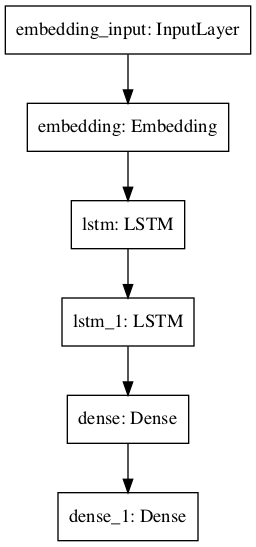 embedding_input: InputLayer
embedding: Embedding
lstm: LSTM
lstm_1: LSTM
dense: Dense
dense_1: Dense